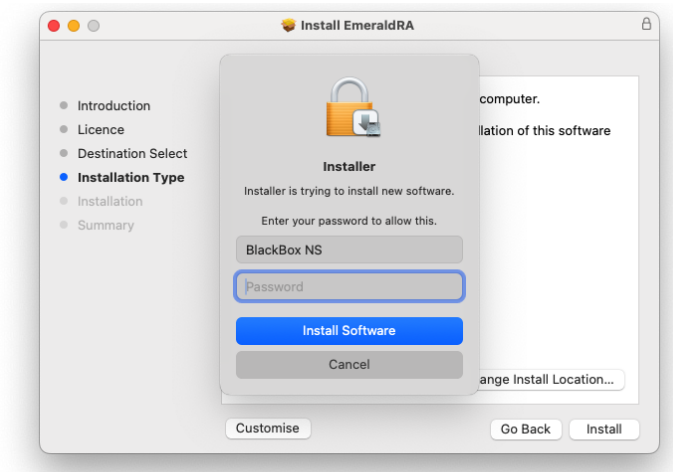 Install EmeraldRA
Introduction
Licence
Destination Select
Installation Type
Installation
Summary
computer.
llation of this software
Installer
Installer is trying to install new software.
Enter your password to allow this.
BlackBox NS
Password
Install Software
Cancel
ange Install Location...
Customise
Go Back
Install